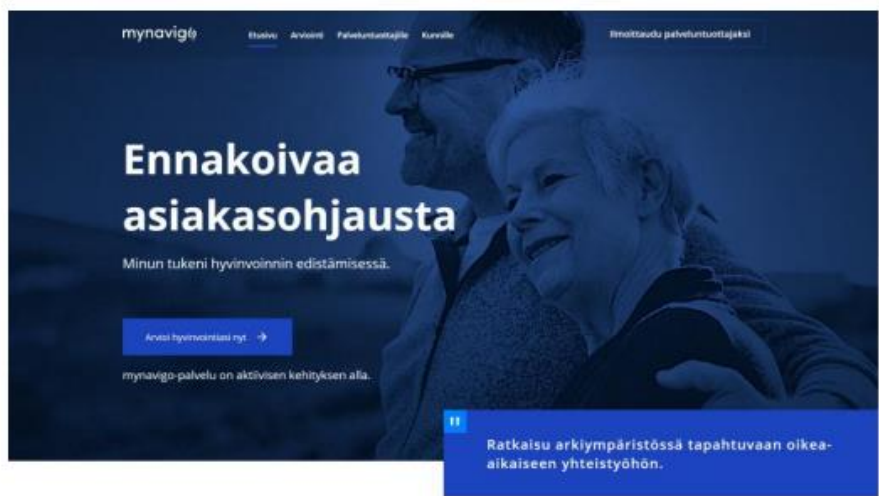 mynavigo
Etusivu Arviointi Palveluntuottajille Kunnille
Ilmoittaudu palveluntuottajaksi
Ennakoivaa
asiakasohjausta
Minun tukeni hyvinvoinnin edistämisessä.
Arvioi hyvinvointiasi nyt →
mynavigo-palvelu on aktiivisen kehityksen alla.
"
Ratkaisu arkiympäristössä tapahtuvaan oikea-
aikaiseen yhteistyöhön.